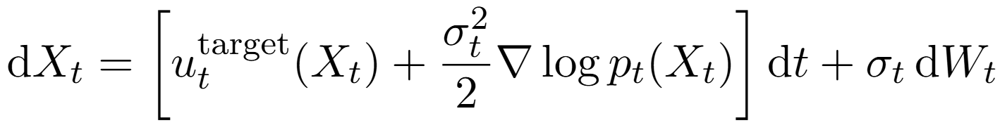 dX_t = [u_t^target(X_t) + σ_t^2/2 ∇ log p_t(X_t)] dt + σ_t dW_t